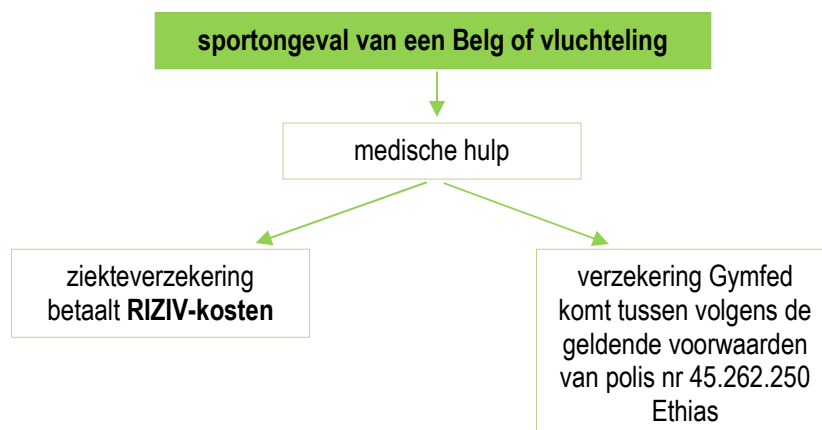 sportongeval van een Belg of vluchteling
medische hulp
ziekteverzekering
betaalt RIZIV-kosten
verzekering Gymfed
komt tussen volgens de
geldende voorwaarden
van polis nr 45.262.250
Ethias